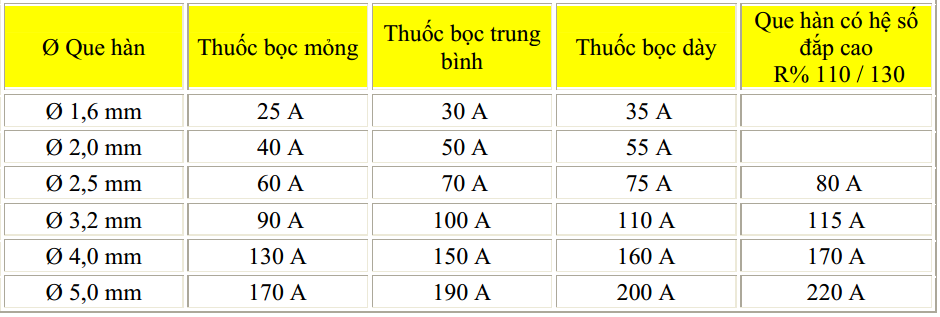 Ø Que hàn | Thuốc bọc mỏng | Thuốc bọc trung bình | Thuốc bọc dày | Que hàn có hệ số đắp cao R% 110 / 130
Ø 1,6 mm | 25 A | 30 A | 35 A |
Ø 2,0 mm | 40 A | 50 A | 55 A |
Ø 2,5 mm | 60 A | 70 A | 75 A | 80 A
Ø 3,2 mm | 90 A | 100 A | 110 A | 115 A
Ø 4,0 mm | 130 A | 150 A | 160 A | 170 A
Ø 5,0 mm | 170 A | 190 A | 200 A | 220 A